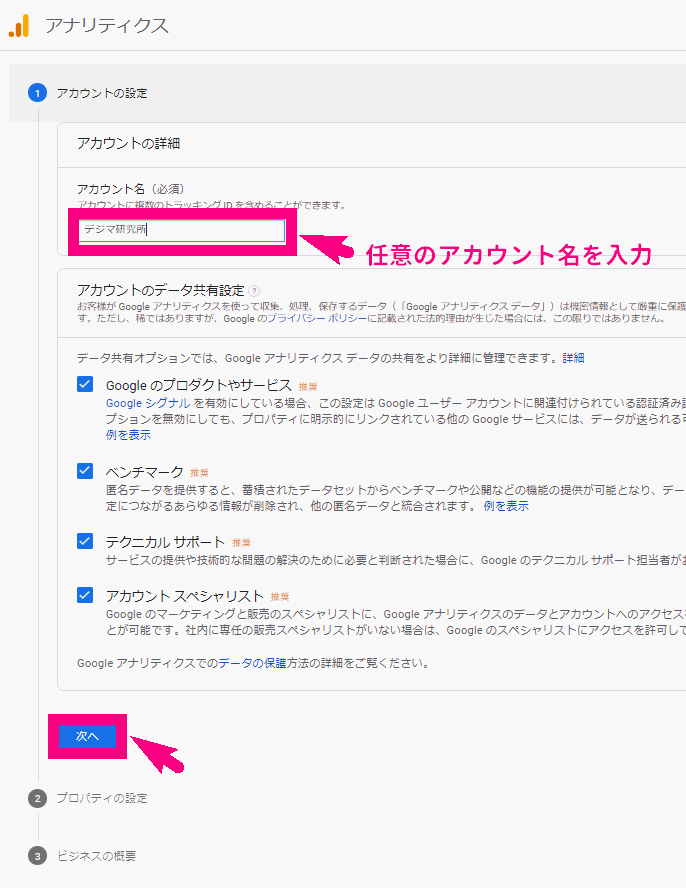 アナリティクス
1 アカウントの設定
アカウントの詳細
アカウント名（必須）
アカウントに複数のトラッキング ID を含めることができます。
デジマ研究所
任意のアカウント名を入力
アカウントのデータ共有設定 ?
お客様が Google アナリティクスを使って収集、処理、保存するデータ（「Google アナリティクス データ」）は機密情報として厳重に保護
す。ただし、稀ではありますが、Google のプライバシー ポリシーに記載された法的理由が生じた場合には、この限りではありません。
データ共有オプションでは、Google アナリティクス データの共有をより詳細に管理できます。詳細
Google のプロダクトやサービス 推奨
Google シグナル を有効にしている場合、この設定は Google ユーザー アカウントに関連付けられている認証済み
プションを無効にしても、プロパティに明示的にリンクされている他の Google サービスには、データが送られる
例を表示
ベンチマーク 推奨
匿名データを提供すると、蓄積されたデータセットからベンチマークや公開などの機能の提供が可能となり、デー
定につながるあらゆる情報が削除され、他の匿名データと統合されます。 例を表示
テクニカル サポート 推奨
サービスの提供や技術的な問題の解決のために必要と判断された場合に、Google のテクニカル サポート担当者が
アカウント スペシャリスト 推奨
Google のマーケティングと販売のスペシャリストに、Google アナリティクスのデータとアカウントへのアクセス
とが可能です。社内に専任の販売スペシャリストがいない場合は、Google のスペシャリストにアクセスを許可して
Google アナリティクスでのデータの保護方法の詳細をご覧ください。
次へ
2 プロパティの設定
3 ビジネスの概要